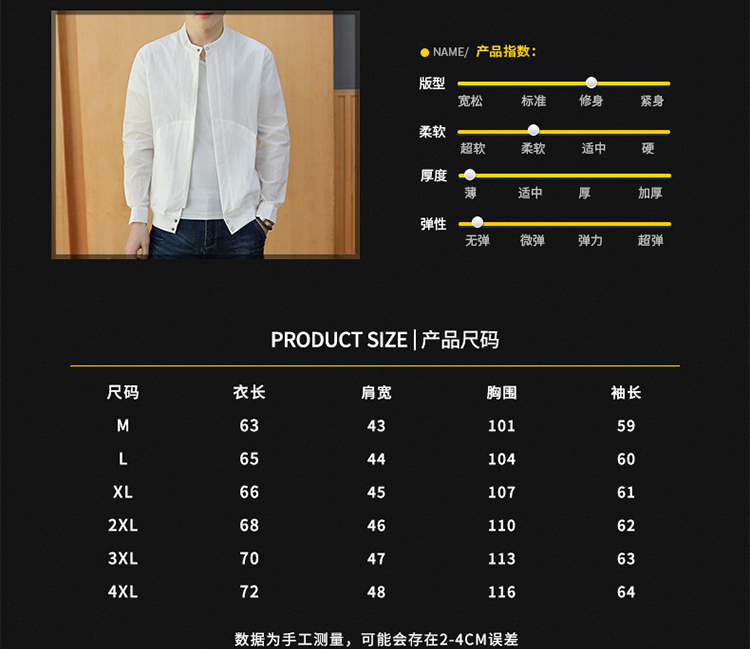 NAME/ 产品指数:
版型
宽松 标准 修身 紧身
柔软
超软 柔软 适中 硬
厚度
薄 适中 厚 加厚
弹性
无弹 微弹 弹力 超弹
PRODUCT SIZE|产品尺码
尺码 衣长 肩宽 胸围 袖长
M 63 43 101 59
L 65 44 104 60
XL 66 45 107 61
2XL 68 46 110 62
3XL 70 47 113 63
4XL 72 48 116 64
数据为手工测量，可能会存在2-4CM误差